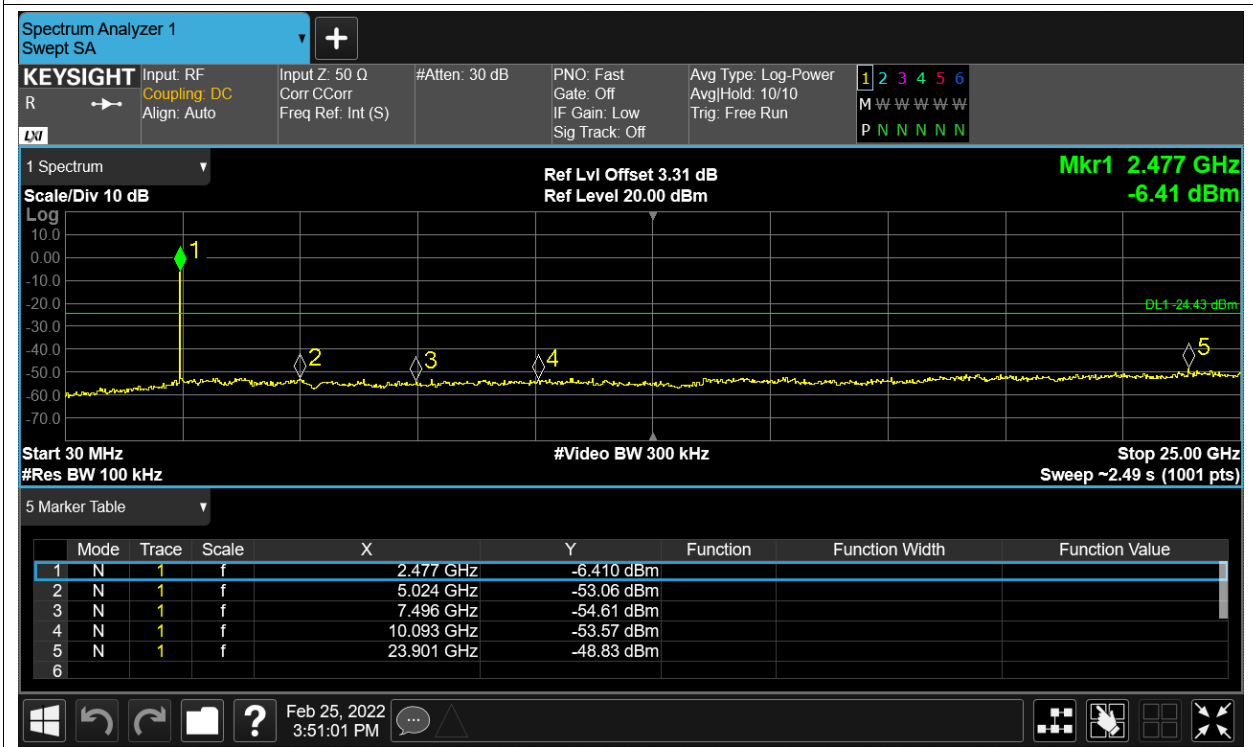 Spectrum Analyzer 1
Swept SA
KEYSIGHT
R
LXI
Input: RF
Coupling: DC
Align: Auto
Input Z: 50 Ω
Corr CCorr
Freq Ref: Int (S)
#Atten: 30 dB
PNO: Fast
Gate: Off
IF Gain: Low
Sig Track: Off
Avg Type: Log-Power
Avg|Hold: 10/10
Trig: Free Run
1 2 3 4 5 6
M W W W W W
P N N N N N
1 Spectrum
Scale/Div 10 dB
Ref Lvl Offset 3.31 dB
Ref Level 20.00 dBm
Mkr1 2.477 GHz
-6.41 dBm
Log
10.0
0.00
-10.0
-20.0
-30.0
-40.0
-50.0
-60.0
-70.0
1
2
3
4
5
DL1 -24.43 dBm
Start 30 MHz
#Res BW 100 kHz
#Video BW 300 kHz
Stop 25.00 GHz
Sweep ~2.49 s (1001 pts)
5 Marker Table
Mode Trace Scale X Y Function Function Width Function Value
1 N 1 f 2.477 GHz -6.410 dBm
2 N 1 f 5.024 GHz -53.06 dBm
3 N 1 f 7.496 GHz -54.61 dBm
4 N 1 f 10.093 GHz -53.57 dBm
5 N 1 f 23.901 GHz -48.83 dBm
6
?
Feb 25, 2022
3:51:01 PM